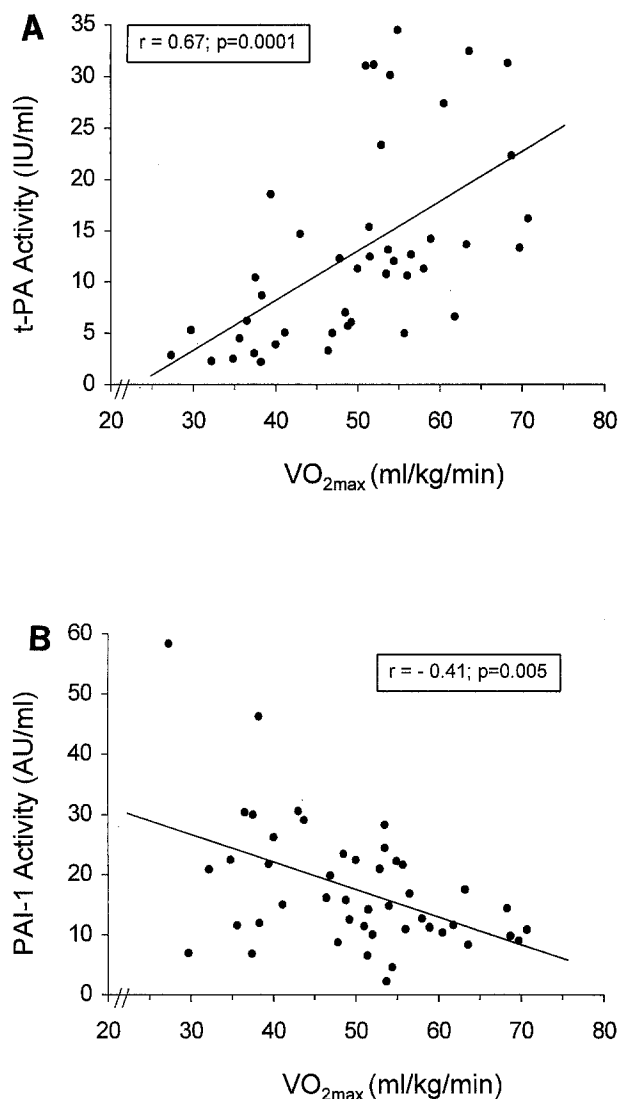 A
r = 0.67; p=0.0001
t-PA Activity (IU/ml)
35
30
25
20
15
10
5
0
20 30 40 50 60 70 80
VO2max (ml/kg/min)
B
r = - 0.41; p=0.005
PAI-1 Activity (AU/ml)
60
50
40
30
20
10
0
20 30 40 50 60 70 80
VO2max (ml/kg/min)